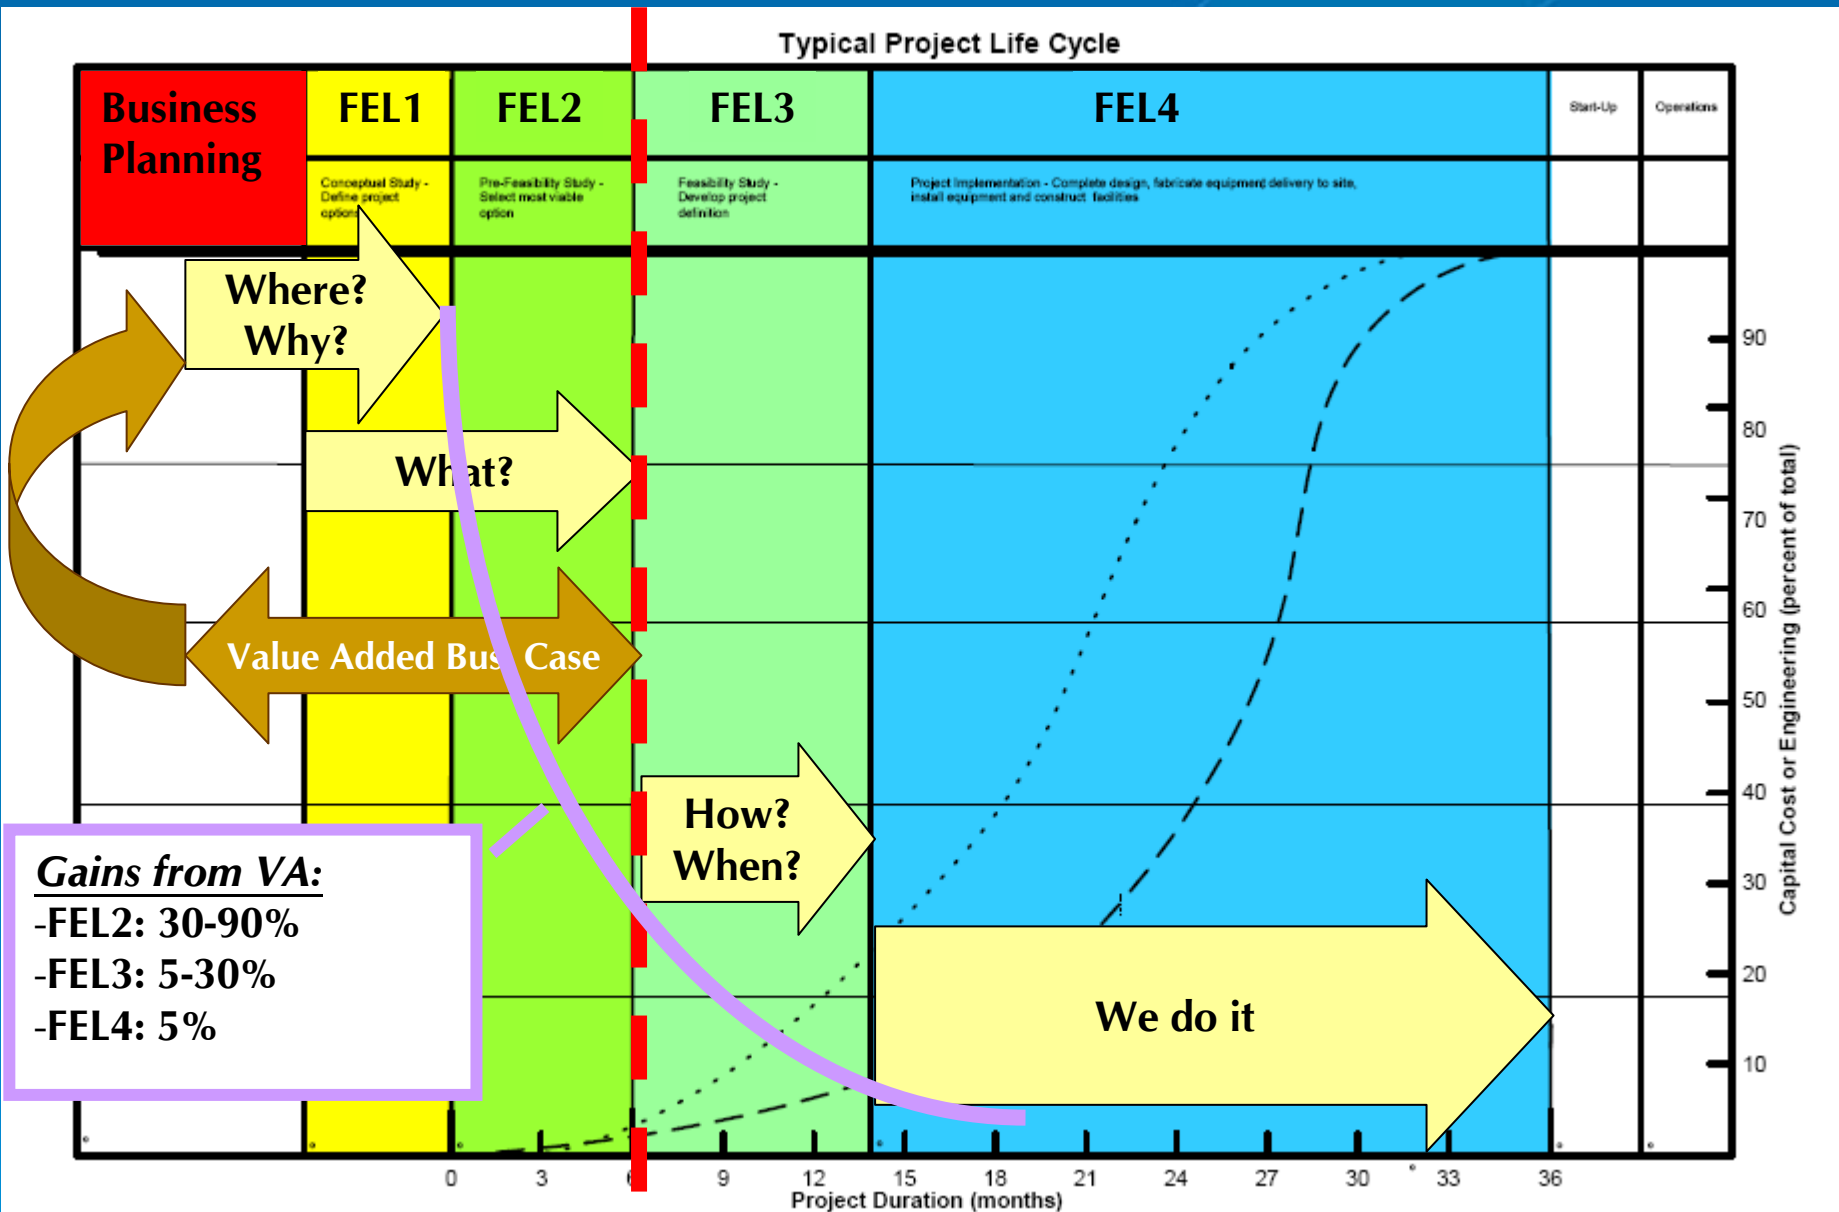 Typical Project Life Cycle
Business
Planning
FEL1
FEL2
FEL3
FEL4
Start-Up
Operations
Conceptual Study -
Define project
options
Pre-Feasibility Study -
Select most viable
option
Feasibility Study -
Develop project
definition
Project Implementation - Complete design, fabricate equipment delivery to site,
install equipment and construct facilities
Where?
Why?
What?
Value Added Bus Case
How?
When?
We do it
Gains from VA:
-FEL2: 30-90%
-FEL3: 5-30%
-FEL4: 5%
90
80
70
60
50
40
30
20
10
Capital Cost or Engineering (percent of total)
0 3 6 9 12 15 18 21 24 27 30 33 36
Project Duration (months)